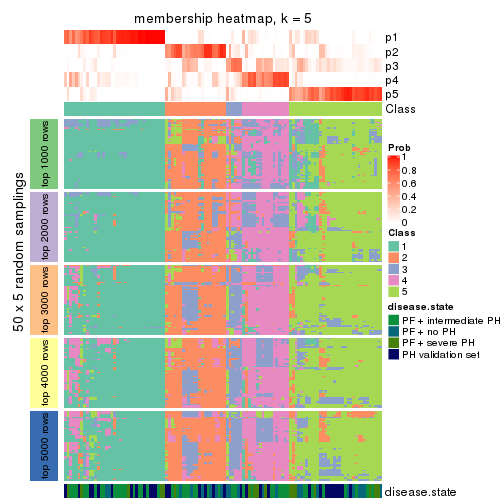 membership heatmap, k = 5
p1
p2
p3
p4
p5
Class
50 x 5 random samplings
top 1000 rows
top 2000 rows
top 3000 rows
top 4000 rows
top 5000 rows
disease.state
Prob
1
0.8
0.6
0.4
0.2
0
Class
1
2
3
4
5
disease.state
PF+ intermediate PH
PF+ no PH
PF+ severe PH
PH validation set